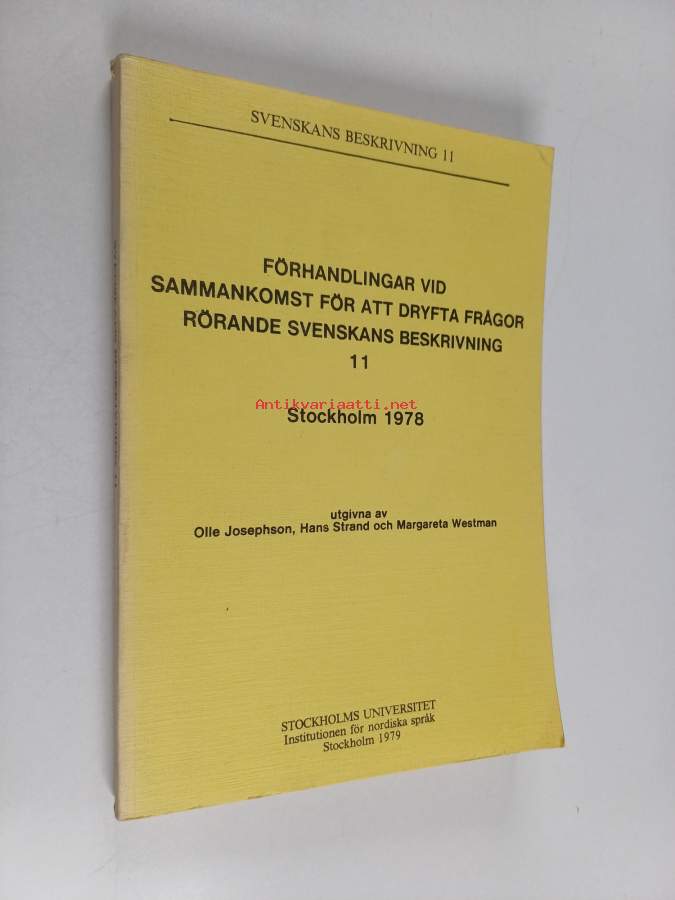 SVENSKANS BESKRIVNING 11
FÖRHANDLINGAR VID
SAMMANKOMST FÖR ATT DRYFTA FRÅGOR
RÖRANDE SVENSKANS BESKRIVNING
11
Antikvariaatti.net
Stockholm 1978
utgivna av
Olle Josephson, Hans Strand och Margareta Westman
STOCKHOLMS UNIVERSITET
Institutionen för nordiska språk
Stockholm 1979